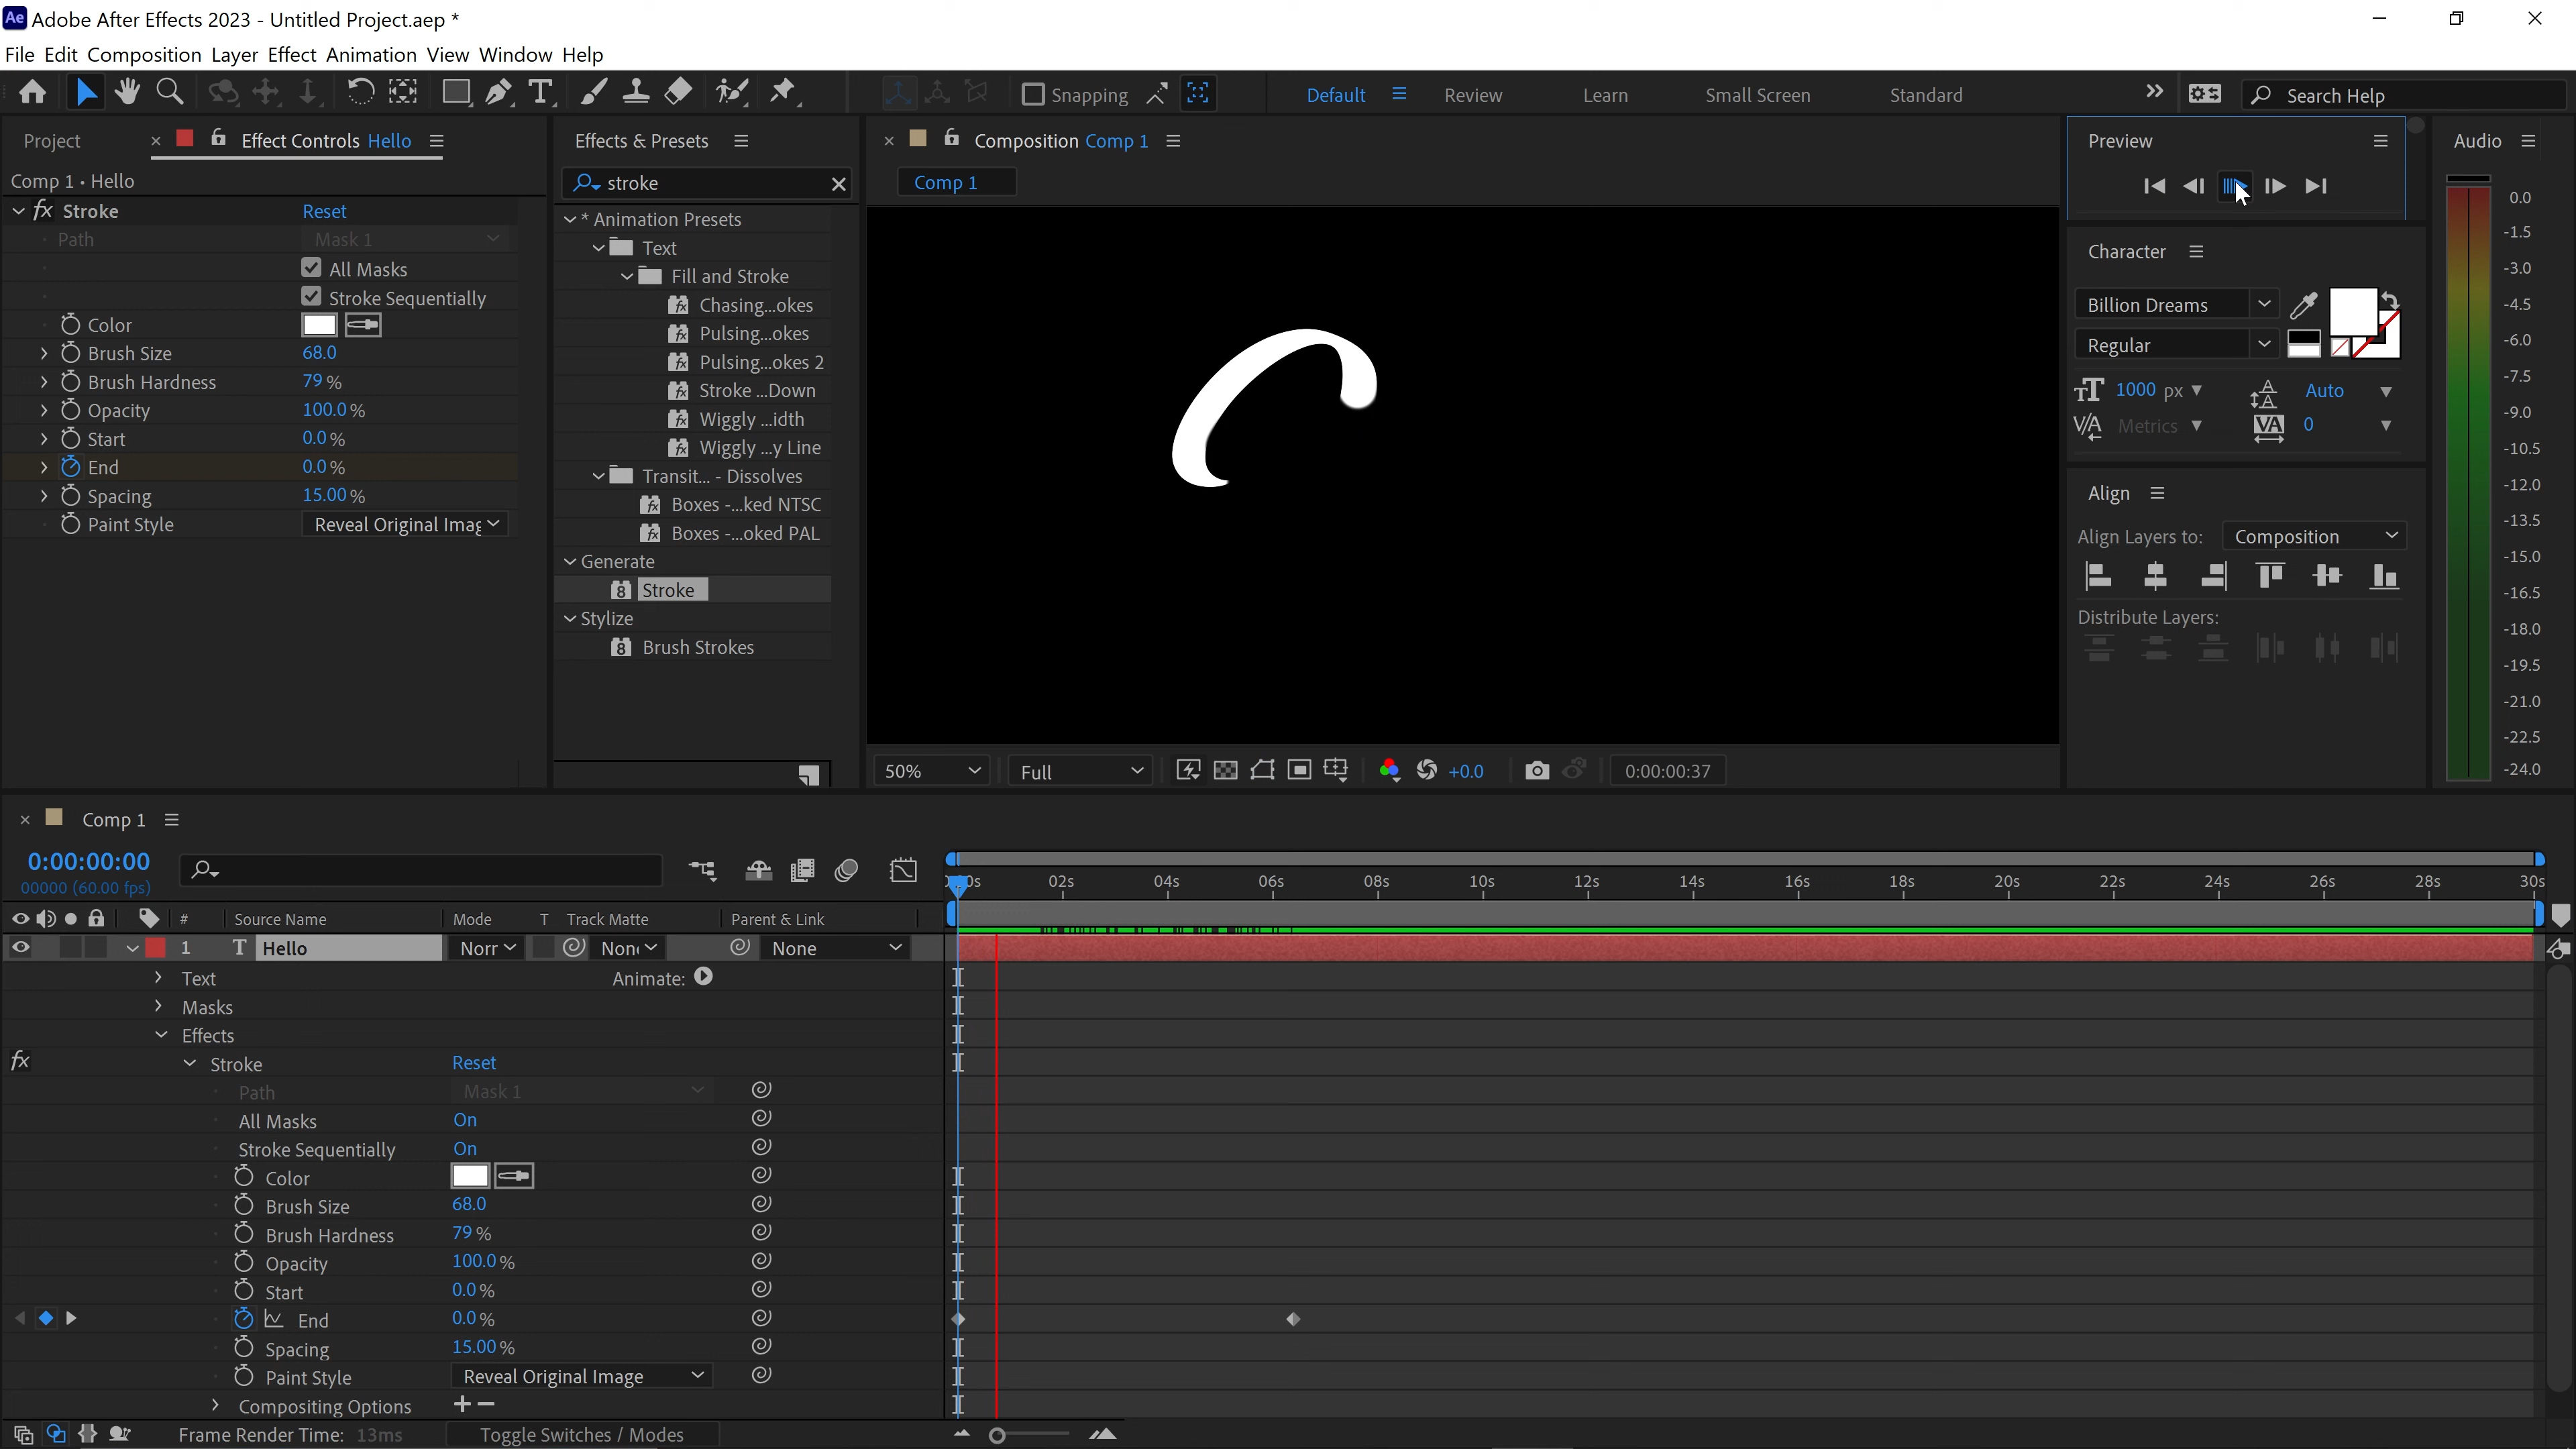 Ae Adobe After Effects 2023 - Untitled Project.aep *
File Edit Composition Layer Effect Animation View Window Help
Snapping Default Review Learn Small Screen Standard Search Help
Project Effect Controls Hello
Comp 1 • Hello
fx Stroke Reset
Path Mask 1
All Masks
Stroke Sequentially
Color
Brush Size 68.0
Brush Hardness 79 %
Opacity 100.0 %
Start 0.0 %
End 0.0 %
Spacing 15.00 %
Paint Style Reveal Original Imag
Effects & Presets
stroke
* Animation Presets
Text
Fill and Stroke
Chasing...okes
Pulsing...okes
Pulsing...okes 2
Stroke ...Down
Wiggly ...idth
Wiggly ...y Line
Transit... - Dissolves
Boxes -...ked NTSC
Boxes -...oked PAL
Generate
Stroke
Stylize
Brush Strokes
Composition Comp 1
Comp 1
50% Full +0.0 0:00:00:37
Preview
Character
Billion Dreams
Regular
1000 px Auto
Metrics 0
Align
Align Layers to: Composition
Distribute Layers:
Audio
0.0
-1.5
-3.0
-4.5
-6.0
-7.5
-9.0
-10.5
-12.0
-13.5
-15.0
-16.5
-18.0
-19.5
-21.0
-22.5
-24.0
Comp 1
0:00:00:00
00000 (60.00 fps)
02s 04s 06s 08s 10s 12s 14s 16s 18s 20s 22s 24s 26s 28s 30s
# Source Name Mode T Track Matte Parent & Link
1 T Hello Norr None None
Text Animate:
Masks
Effects
fx Stroke Reset
Path Mask 1
All Masks On
Stroke Sequentially On
Color
Brush Size 68.0
Brush Hardness 79 %
Opacity 100.0 %
Start 0.0 %
End 0.0 %
Spacing 15.00 %
Paint Style Reveal Original Image
Compositing Options + −
Frame Render Time: 13ms Toggle Switches / Modes